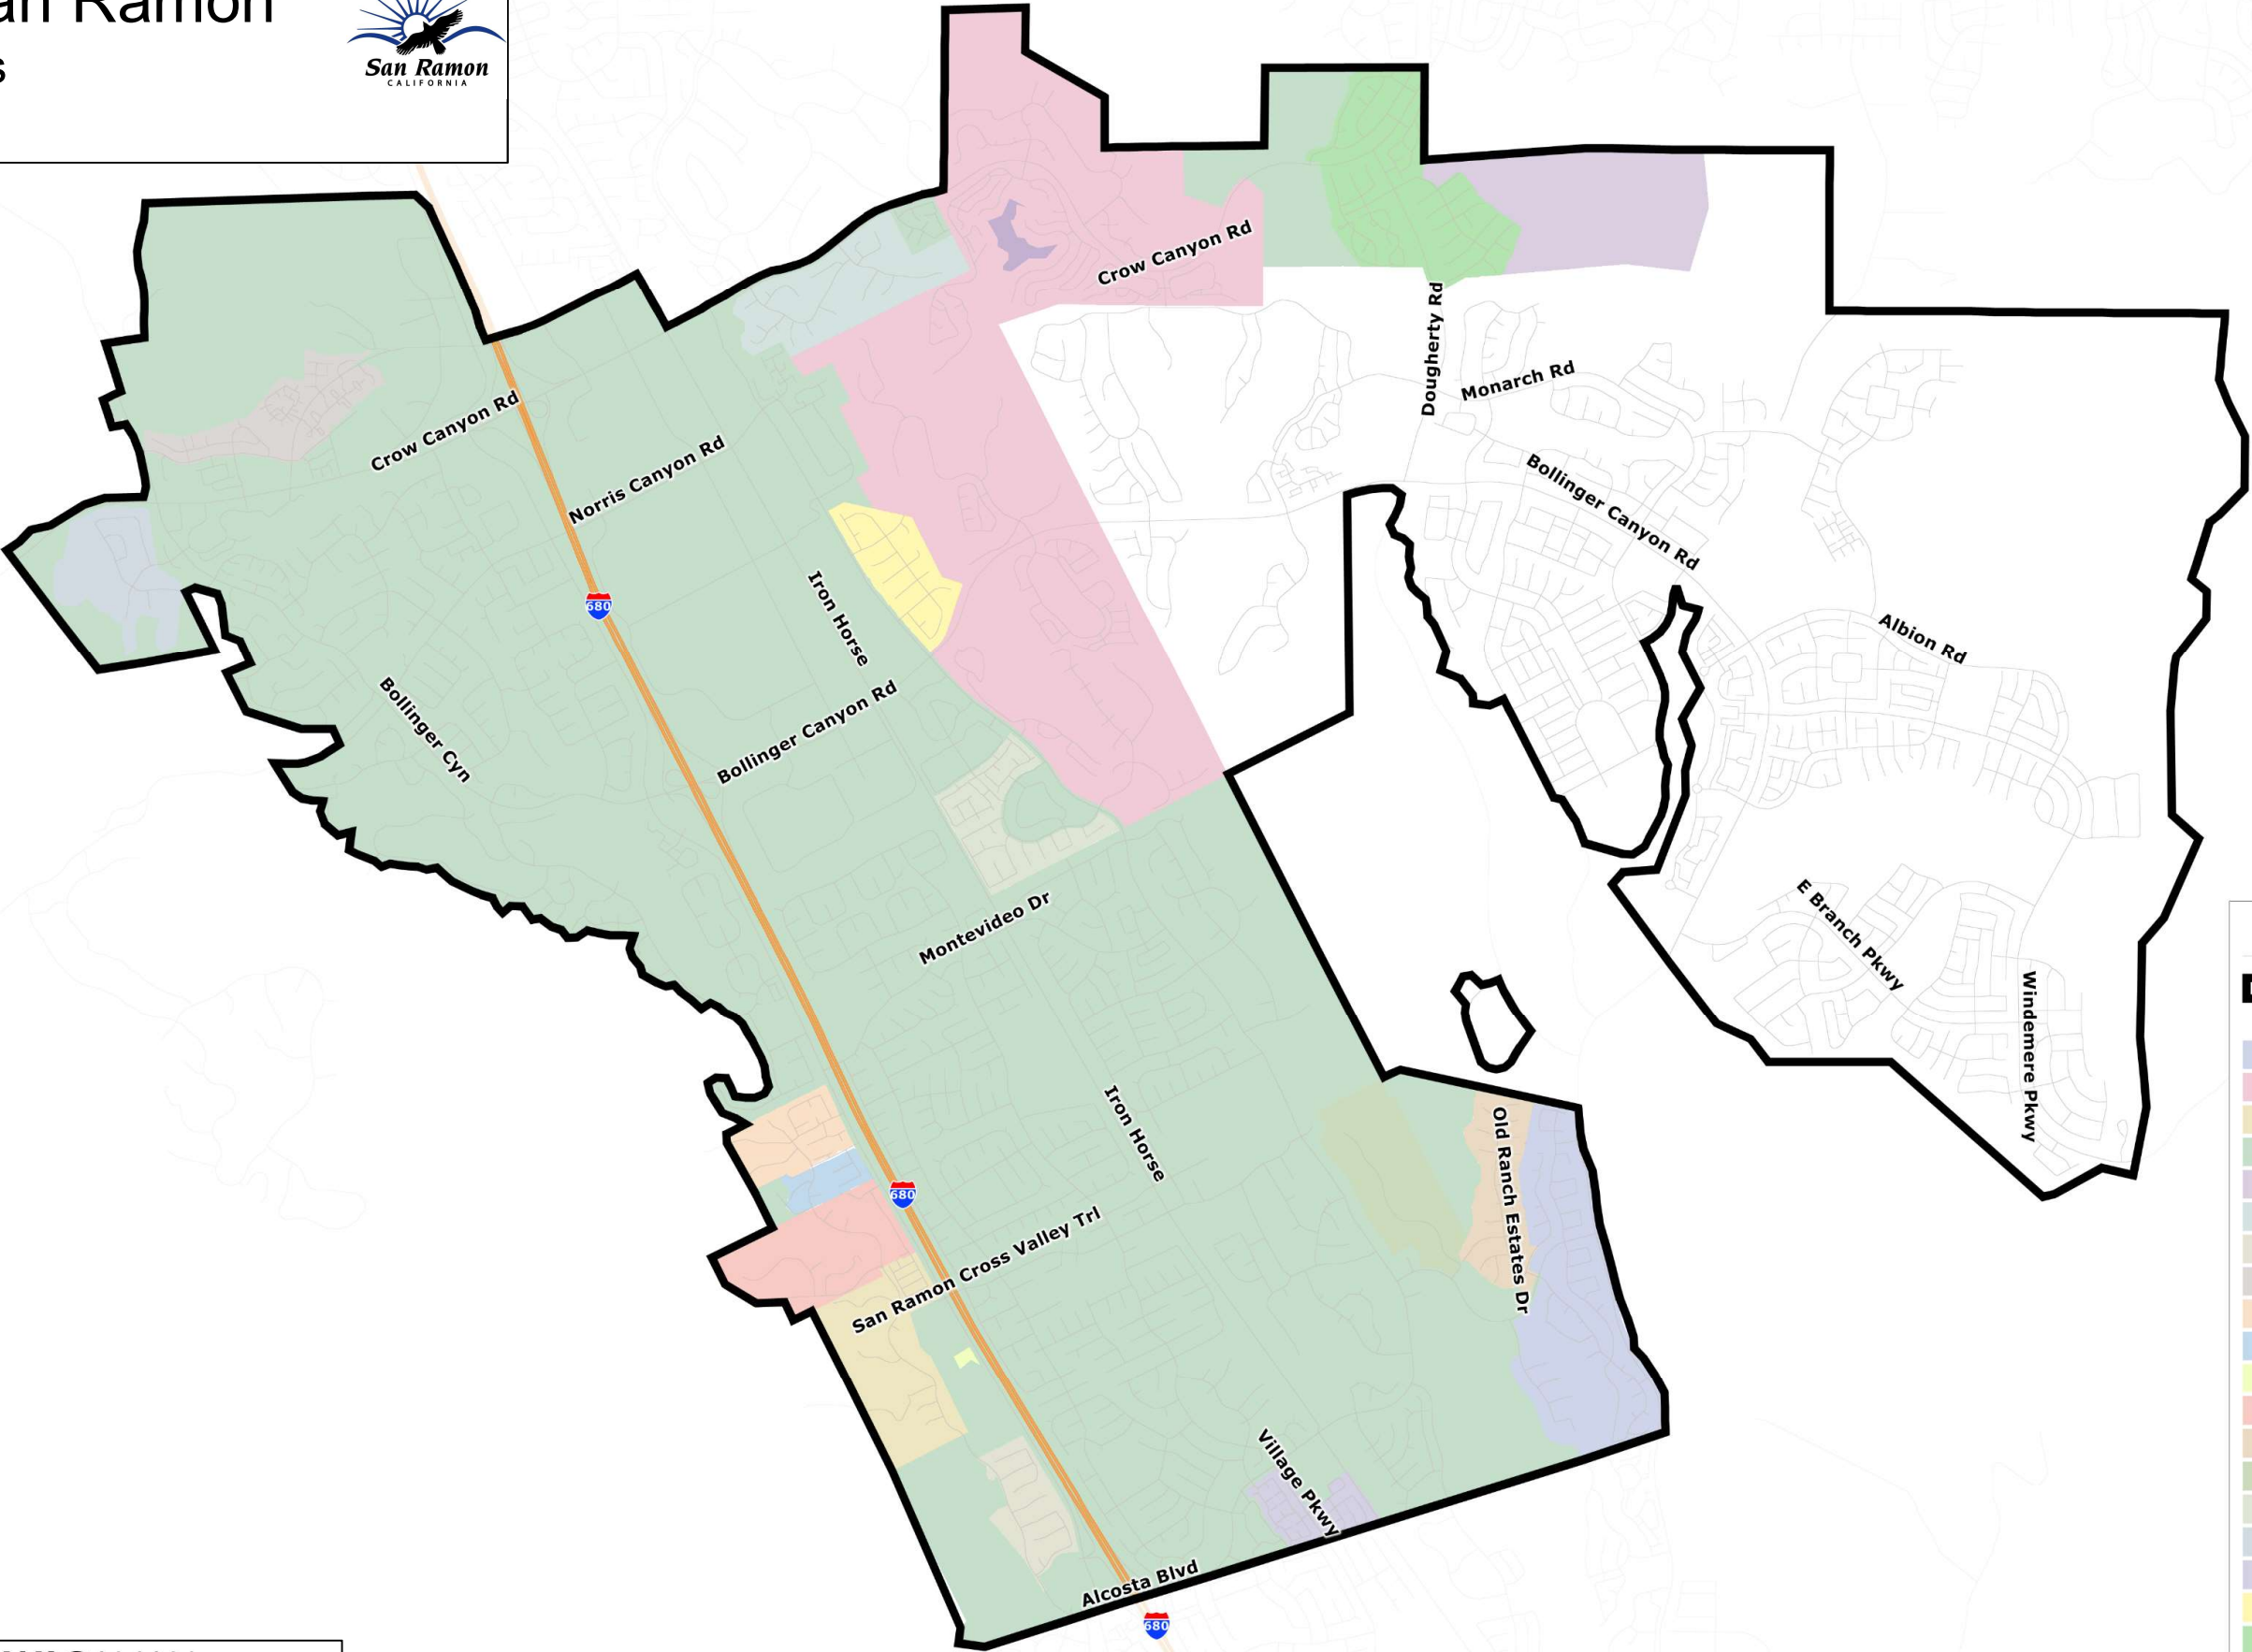 an Ramon
s
San Ramon
CALIFORNIA
Crow Canyon Rd
Dougherty Rd
Monarch Rd
Crow Canyon Rd
Norris Canyon Rd
Bollinger Canyon Rd
680
Iron Horse
Albion Rd
Bollinger Cyn
Bollinger Canyon Rd
Montevideo Dr
E Branch Pkwy
Windemere Pkwy
Iron Horse
Old Ranch Estates Dr
680
San Ramon Cross Valley Trl
Village Pkwy
Alcosta Blvd
680